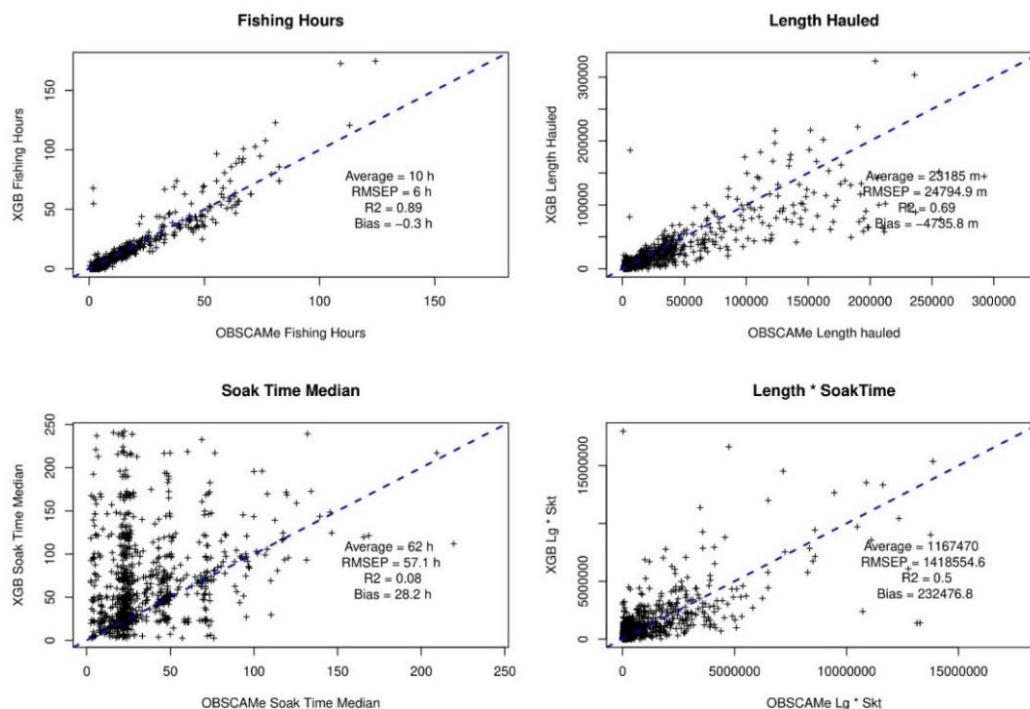 Fishing Hours
XGB Fishing Hours
150
100
50
0
Average = 10 h
RMSEP = 6 h
R2 = 0.89
Bias = −0.3 h
0 50 100 150
OBSCAMe Fishing Hours
Length Hauled
XGB Length Hauled
300000
100000
0
Average = 23185 m
RMSEP = 24794.9 m
R2 = 0.69
Bias = −4735.8 m
0 50000 100000 150000 200000 250000 300000
OBSCAMe Length hauled
Soak Time Median
XGB Soak Time Median
250
200
150
100
50
0
Average = 62 h
RMSEP = 57.1 h
R2 = 0.08
Bias = 28.2 h
0 50 100 150 200 250
OBSCAMe Soak Time Median
Length * SoakTime
XGB Lg * Skt
15000000
5000000
0
Average = 1167470
RMSEP = 1418554.6
R2 = 0.5
Bias = 232476.8
0 5000000 10000000 15000000
OBSCAMe Lg * Skt